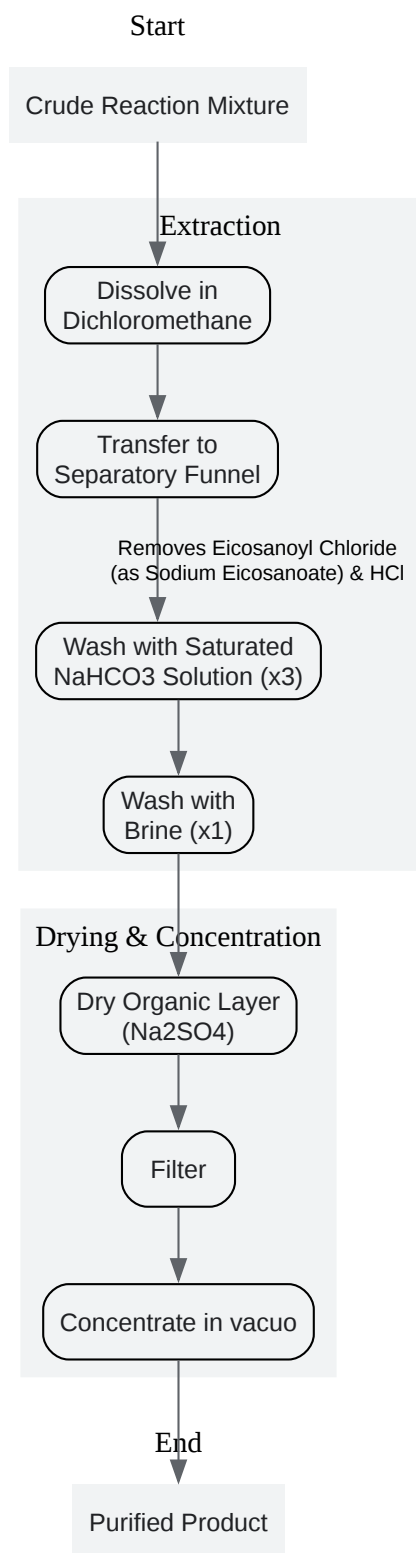 Start
Crude Reaction Mixture
Extraction
Dissolve in
Dichloromethane
Transfer to
Separatory Funnel
Removes Eicosanoyl Chloride
(as Sodium Eicosanoate) & HCl
Wash with Saturated
NaHCO3 Solution (x3)
Wash with
Brine (x1)
Drying & Concentration
Dry Organic Layer
(Na2SO4)
Filter
Concentrate in vacuo
End
Purified Product